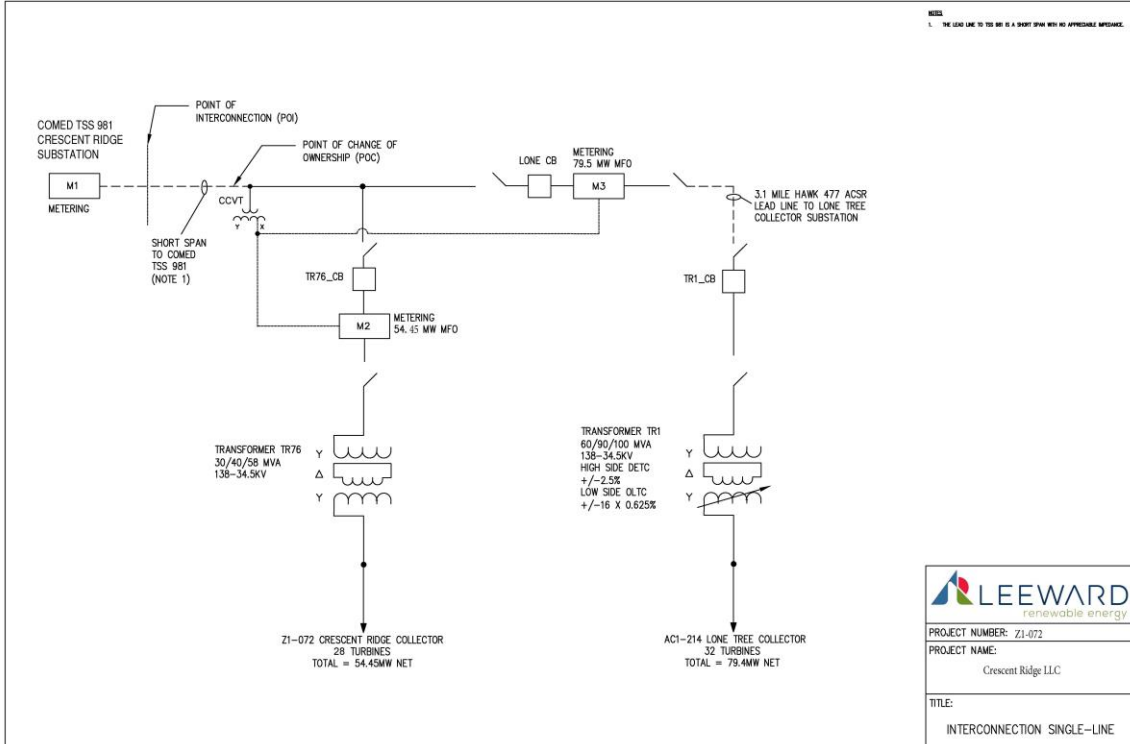 NOTES
1. THE LEAD LINE TO TSS 981 IS A SHORT SPAN WITH NO APPRECIABLE IMPEDANCE.
COMED TSS 981
CRESCENT RIDGE
SUBSTATION
POINT OF
INTERCONNECTION (POI)
POINT OF CHANGE OF
OWNERSHIP (POC)
M1
METERING
CCVT
Y X
SHORT SPAN
TO COMED
TSS 981
(NOTE 1)
LONE CB
METERING
79.5 MW MFO
M3
3.1 MILE HAWK 477 ACSR
LEAD LINE TO LONE TREE
COLLECTOR SUBSTATION
TR76_CB
TR1_CB
M2
METERING
54.45 MW MFO
TRANSFORMER TR76
30/40/58 MVA
138-34.5KV
Y
Δ
Y
TRANSFORMER TR1
60/90/100 MVA
138-34.5KV
HIGH SIDE DETC
+/-2.5%
LOW SIDE OLTC
+/-16 X 0.625%
Y
Δ
Y
Z1-072 CRESCENT RIDGE COLLECTOR
28 TURBINES
TOTAL = 54.45MW NET
AC1-214 LONE TREE COLLECTOR
32 TURBINES
TOTAL = 79.4MW NET
LEEWARD
renewable energy
PROJECT NUMBER: Z1-072
PROJECT NAME:
Crescent Ridge LLC
TITLE:
INTERCONNECTION SINGLE-LINE